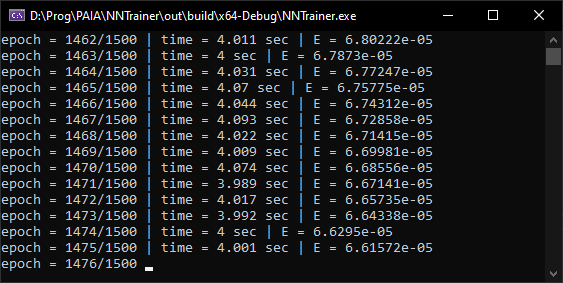 D:\Prog\PAIA\NNTrainer\out\build\x64-Debug\NNTrainer.exe
epoch = 1462/1500 | time = 4.011 sec | E = 6.80222e-05
epoch = 1463/1500 | time = 4 sec | E = 6.7873e-05
epoch = 1464/1500 | time = 4.031 sec | E = 6.77247e-05
epoch = 1465/1500 | time = 4.07 sec | E = 6.75775e-05
epoch = 1466/1500 | time = 4.044 sec | E = 6.74312e-05
epoch = 1467/1500 | time = 4.093 sec | E = 6.72858e-05
epoch = 1468/1500 | time = 4.022 sec | E = 6.71415e-05
epoch = 1469/1500 | time = 4.009 sec | E = 6.69981e-05
epoch = 1470/1500 | time = 4.074 sec | E = 6.68556e-05
epoch = 1471/1500 | time = 3.989 sec | E = 6.67141e-05
epoch = 1472/1500 | time = 4.017 sec | E = 6.65735e-05
epoch = 1473/1500 | time = 3.992 sec | E = 6.64338e-05
epoch = 1474/1500 | time = 4 sec | E = 6.6295e-05
epoch = 1475/1500 | time = 4.001 sec | E = 6.61572e-05
epoch = 1476/1500